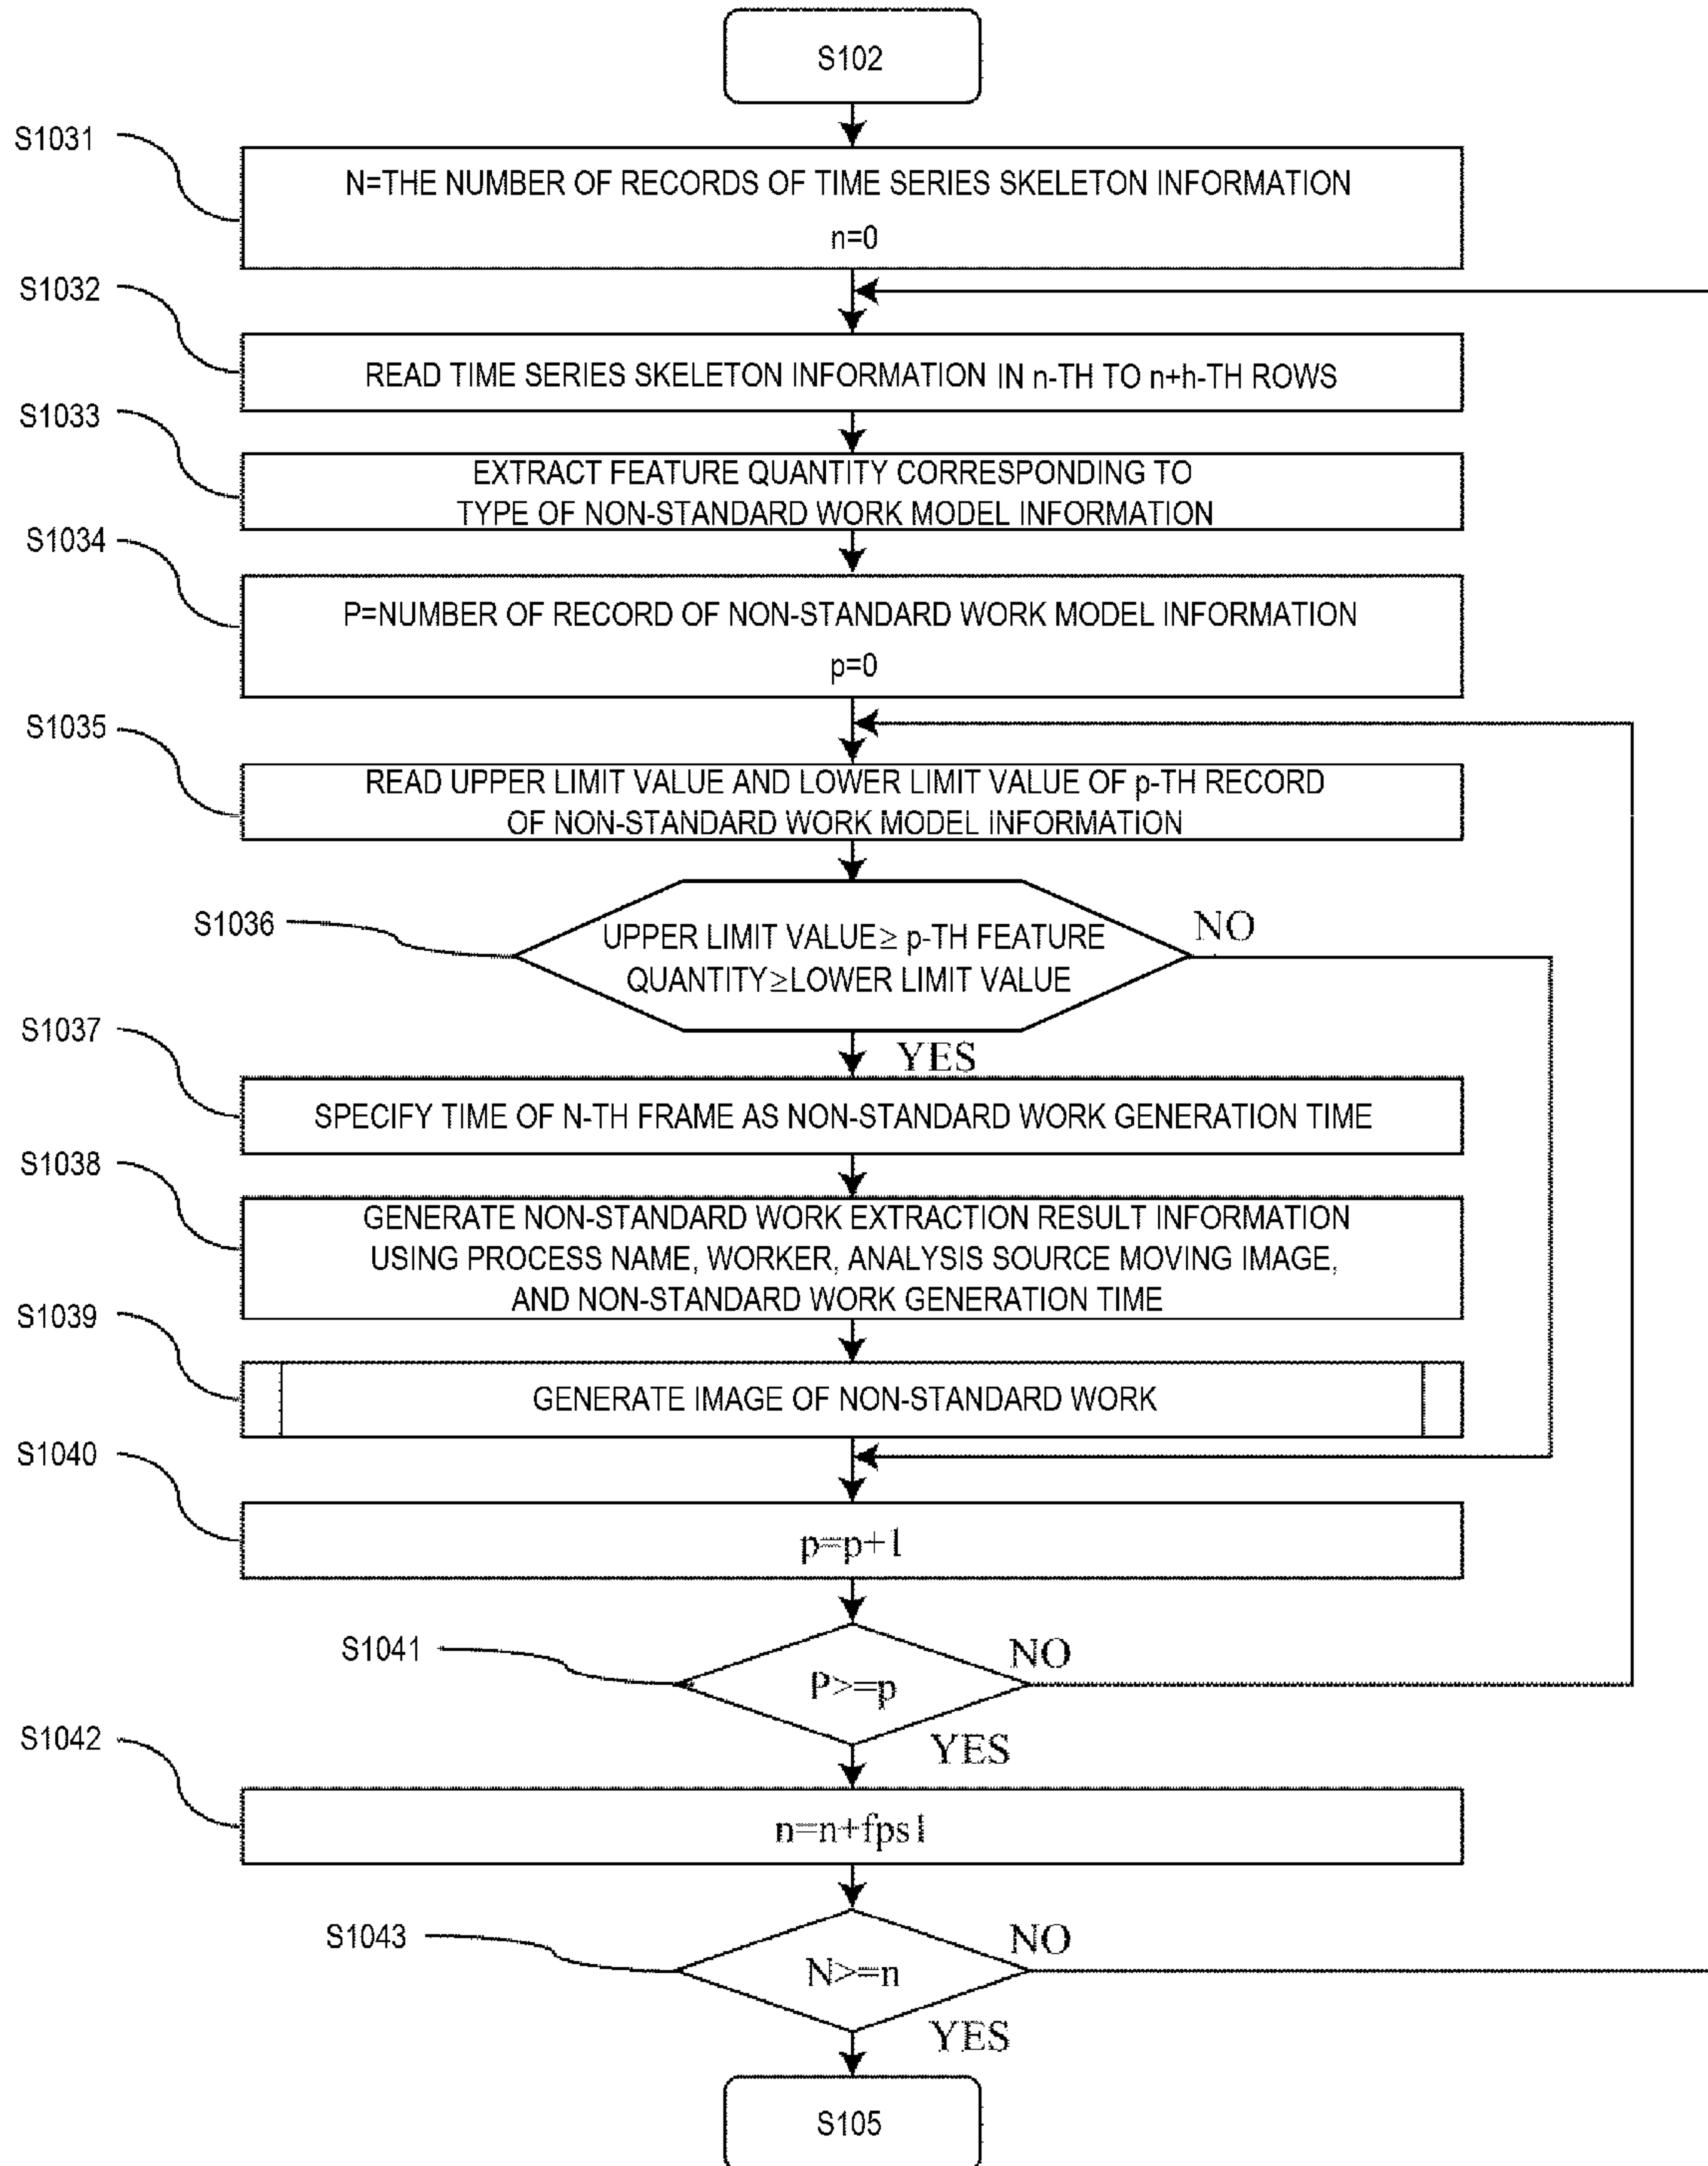 S102
S1031
N=THE NUMBER OF RECORDS OF TIME SERIES SKELETON INFORMATION
n=0
S1032
READ TIME SERIES SKELETON INFORMATION IN n-TH TO n+h-TH ROWS
S1033
EXTRACT FEATURE QUANTITY CORRESPONDING TO
TYPE OF NON-STANDARD WORK MODEL INFORMATION
S1034
P=NUMBER OF RECORD OF NON-STANDARD WORK MODEL INFORMATION
p=0
S1035
READ UPPER LIMIT VALUE AND LOWER LIMIT VALUE OF p-TH RECORD
OF NON-STANDARD WORK MODEL INFORMATION
S1036
UPPER LIMIT VALUE≥ p-TH FEATURE
QUANTITY≥LOWER LIMIT VALUE
NO
YES
S1037
SPECIFY TIME OF N-TH FRAME AS NON-STANDARD WORK GENERATION TIME
S1038
GENERATE NON-STANDARD WORK EXTRACTION RESULT INFORMATION
USING PROCESS NAME, WORKER, ANALYSIS SOURCE MOVING IMAGE,
AND NON-STANDARD WORK GENERATION TIME
S1039
GENERATE IMAGE OF NON-STANDARD WORK
S1040
p=p+1
S1041
P>=p
NO
YES
S1042
n=n+fps1
S1043
N>=n
NO
YES
S105